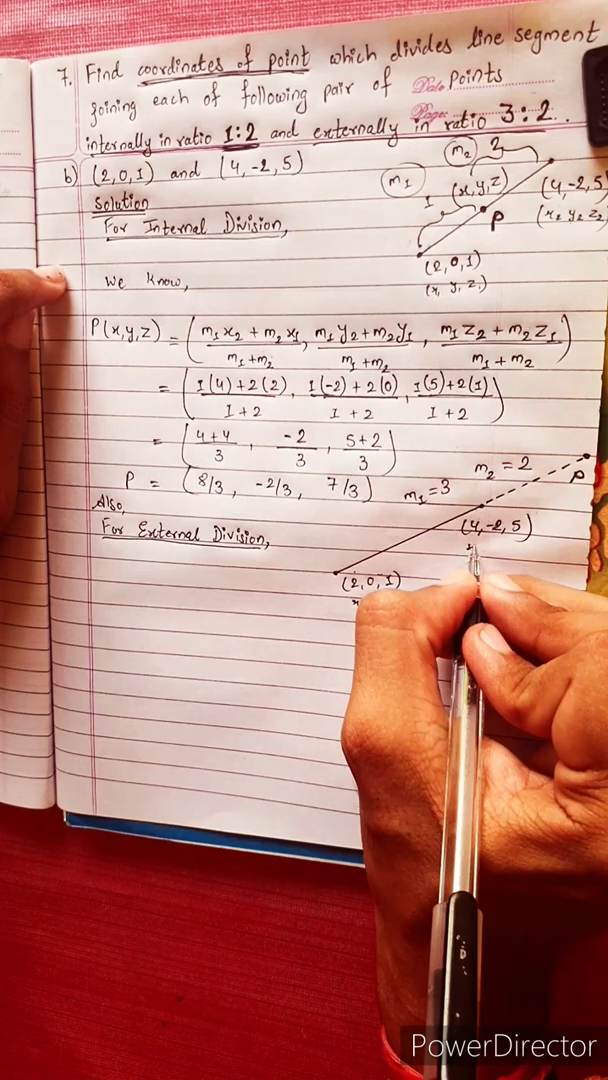 7. Find coordinates of point which divides line segment
joining each of following pair of points
Date:
Page:
internally in ratio 1:2 and externally in ratio 3:2.
b) (2,0,1) and (4,-2,5)
Solution
For Internal Division,
m₁ m₂ 2
1 (x,y,z) (4,-2,5)
P (x₂ y₂ z₂)
(2,0,1)
(x₁ y₁ z₁)
We know,
P(x,y,z) = ( m₁x₂ + m₂x₁ / m₁+m₂ , m₁y₂+m₂y₁ / m₁+m₂ , m₁z₂ + m₂z₁ / m₁ + m₂ )
= ( 1(4)+2(2) / 1+2 , 1(-2)+2(0) / 1+2 , 1(5)+2(1) / 1+2 )
= ( 4+4 / 3 , -2 / 3 , 5+2 / 3 )
P = (8/3, -2/3, 7/3)
Also,
For External Division,
m₁=3 m₂=2 P
(4,-2,5)
(2,0,1)
PowerDirector